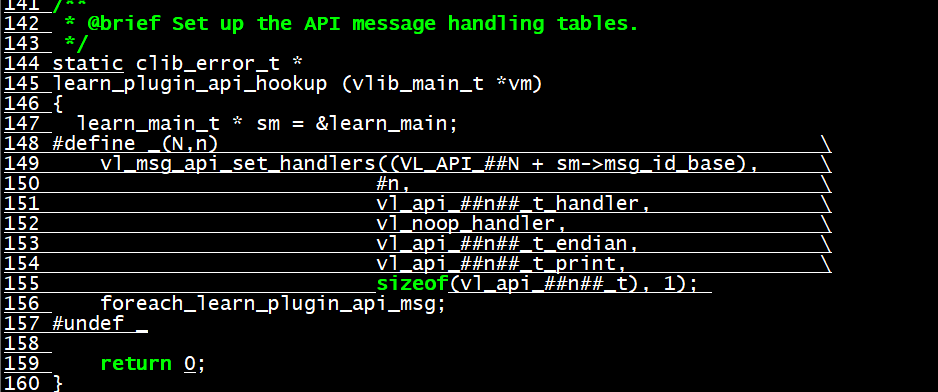 141 /**
142  * @brief Set up the API message handling tables.
143  */
144 static clib_error_t *
145 learn_plugin_api_hookup (vlib_main_t *vm)
146 {
147   learn_main_t * sm = &learn_main;
148 #define _(N,n)                                                  \
149     vl_msg_api_set_handlers((VL_API_##N + sm->msg_id_base),     \
150                            #n,                                  \
151                            vl_api_##n##_t_handler,              \
152                            vl_noop_handler,                     \
153                            vl_api_##n##_t_endian,               \
154                            vl_api_##n##_t_print,                \
155                            sizeof(vl_api_##n##_t), 1);
156     foreach_learn_plugin_api_msg;
157 #undef _
158
159     return 0;
160 }